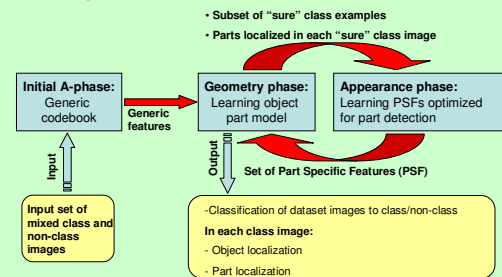 • Subset of “sure” class examples
• Parts localized in each “sure” class image
Initial A-phase:
Generic
codebook
Generic
features
Geometry phase:
Learning object
part model
Appearance phase:
Learning PSFs optimized
for part detection
Input
Output
Set of Part Specific Features (PSF)
Input set of
mixed class and
non-class
images
-Classification of dataset images to class/non-class
In each class image:
- Object localization
- Part localization